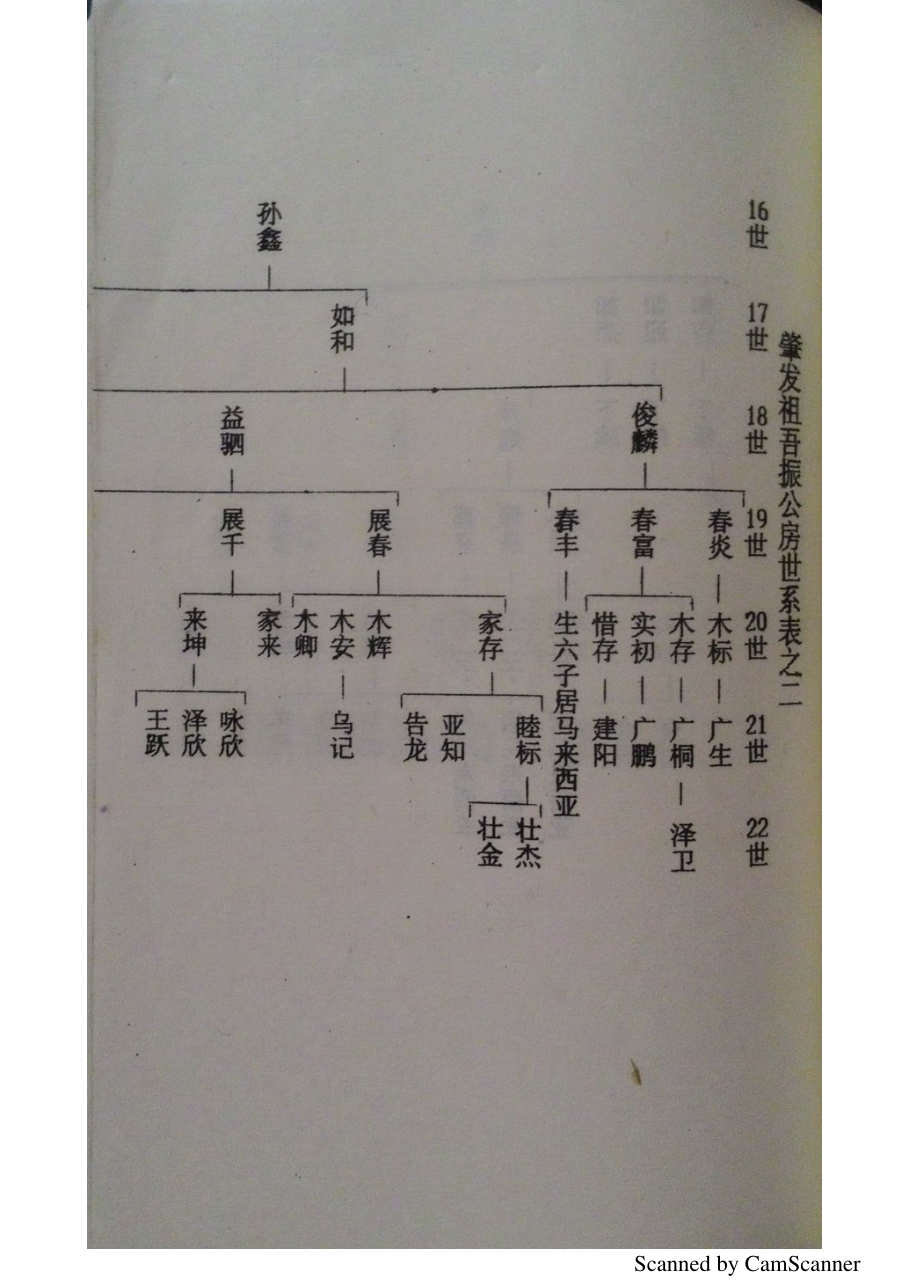 肇发祖吾振公房世系表之二
16世
17世
18世
19世
20世
21世
22世
孙鑫
如和
俊麟
益驷
春炎
春富
春丰
展春
展千
木标
木存
实初
惜存
生六子居马来西亚
家存
木辉
木安
木卿
家来
来坤
广生
广桐
广鹏
建阳
睦标
亚知
告龙
乌记
咏欣
泽欣
王跃
泽卫
壮杰
壮金
Scanned by CamScanner